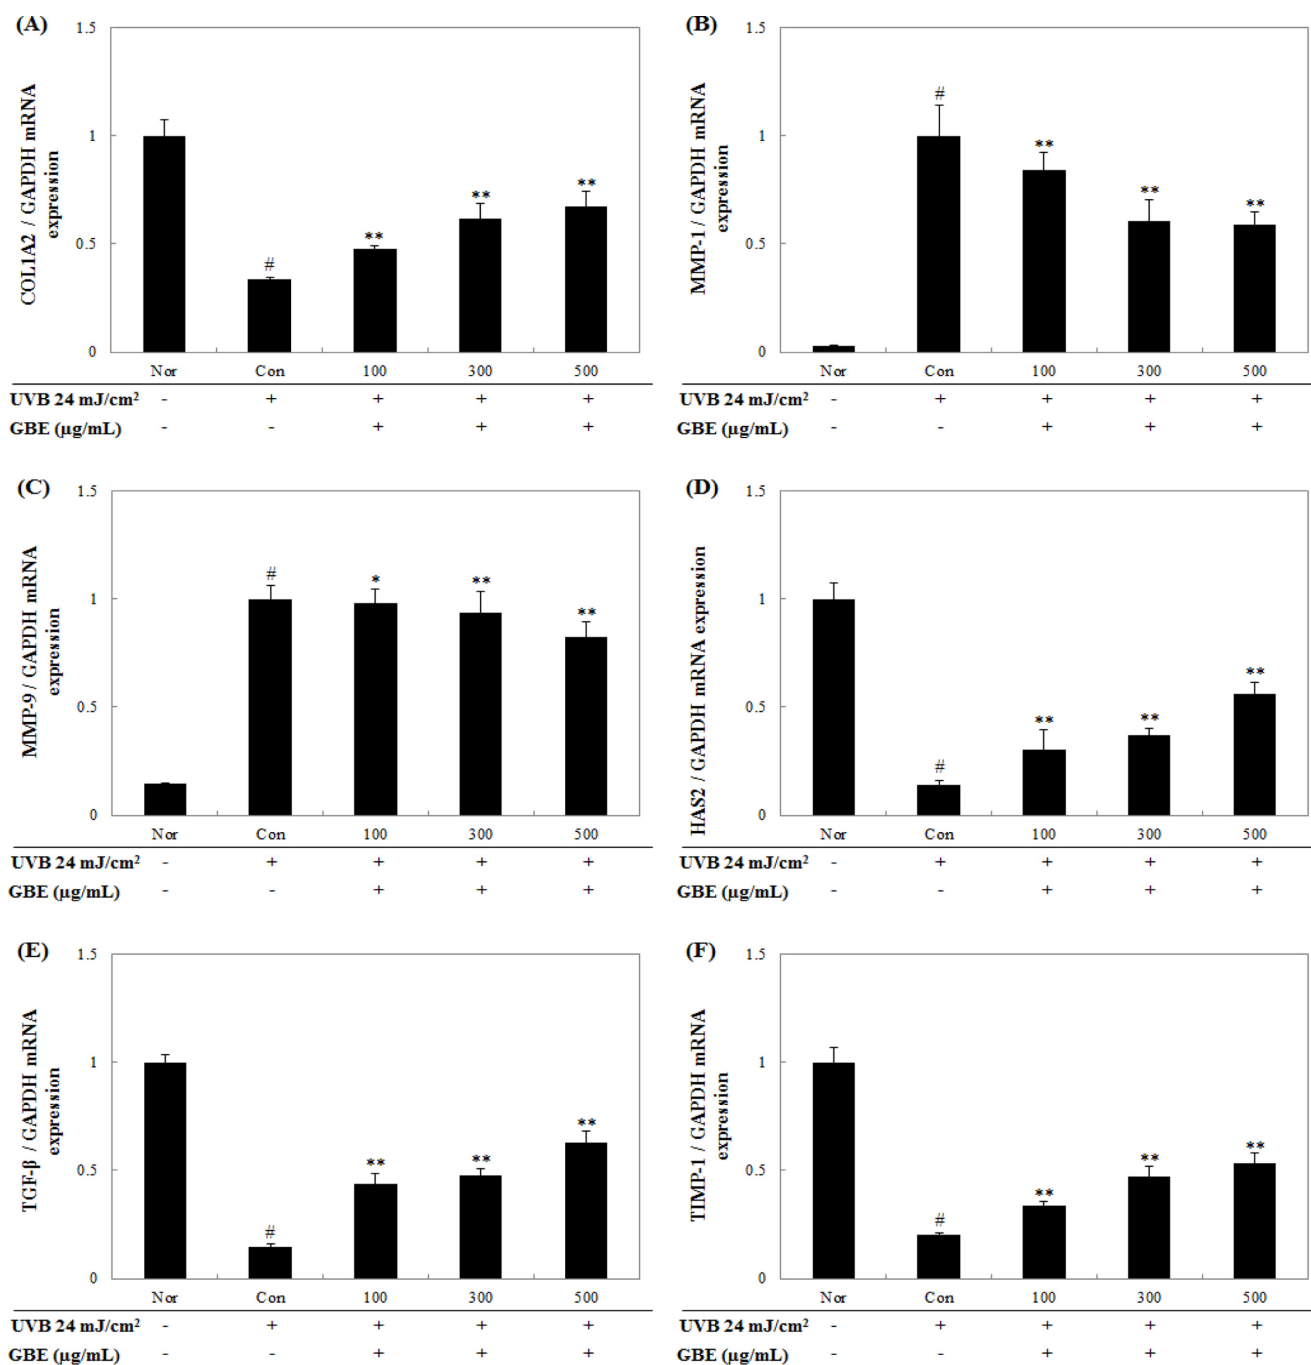 (A)
COL1A2 / GAPDH mRNA
expression
1.5
1
0.5
0
#
**
**
**
Nor Con 100 300 500
UVB 24 mJ/cm² - + + + +
GBE (µg/mL) - - + + +
(B)
MMP-1 / GAPDH mRNA
expression
1.5
1
0.5
0
#
**
**
**
Nor Con 100 300 500
UVB 24 mJ/cm² - + + + +
GBE (µg/mL) - - + + +
(C)
MMP-9 / GAPDH mRNA
expression
1.5
1
0.5
0
#
*
**
**
Nor Con 100 300 500
UVB 24 mJ/cm² - + + + +
GBE (µg/mL) - - + + +
(D)
HAS2 / GAPDH mRNA expression
1.5
1
0.5
0
#
**
**
**
Nor Con 100 300 500
UVB 24 mJ/cm² - + + + +
GBE (µg/mL) - - + + +
(E)
TGF-β / GAPDH mRNA
expression
1.5
1
0.5
0
#
**
**
**
Nor Con 100 300 500
UVB 24 mJ/cm² - + + + +
GBE (µg/mL) - - + + +
(F)
TIMP-1 / GAPDH mRNA
expression
1.5
1
0.5
0
#
**
**
**
Nor Con 100 300 500
UVB 24 mJ/cm² - + + + +
GBE (µg/mL) - - + + +